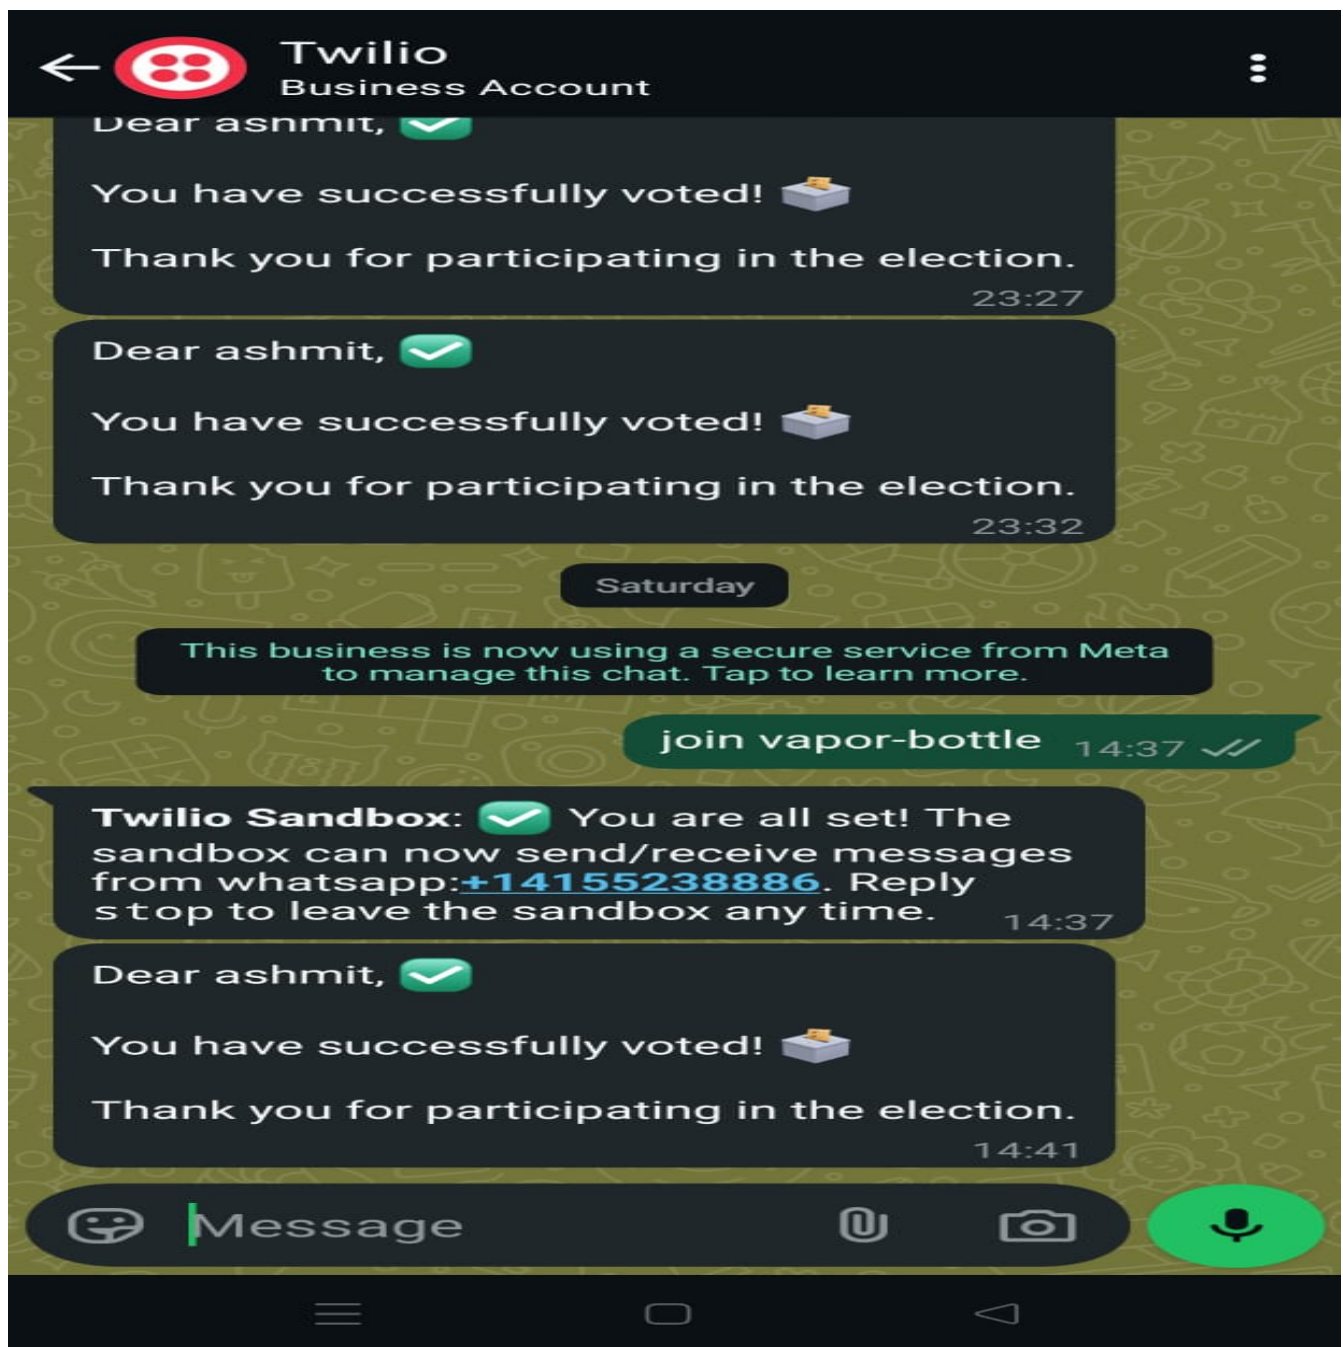 Twilio
Business Account
Dear ashmit, ✅
You have successfully voted! 🗳️
Thank you for participating in the election.
23:27
Dear ashmit, ✅
You have successfully voted! 🗳️
Thank you for participating in the election.
23:32
Saturday
This business is now using a secure service from Meta
to manage this chat. Tap to learn more.
join vapor-bottle 14:37
Twilio Sandbox: ✅ You are all set! The
sandbox can now send/receive messages
from whatsapp:+14155238886. Reply
stop to leave the sandbox any time. 14:37
Dear ashmit, ✅
You have successfully voted! 🗳️
Thank you for participating in the election.
14:41
Message